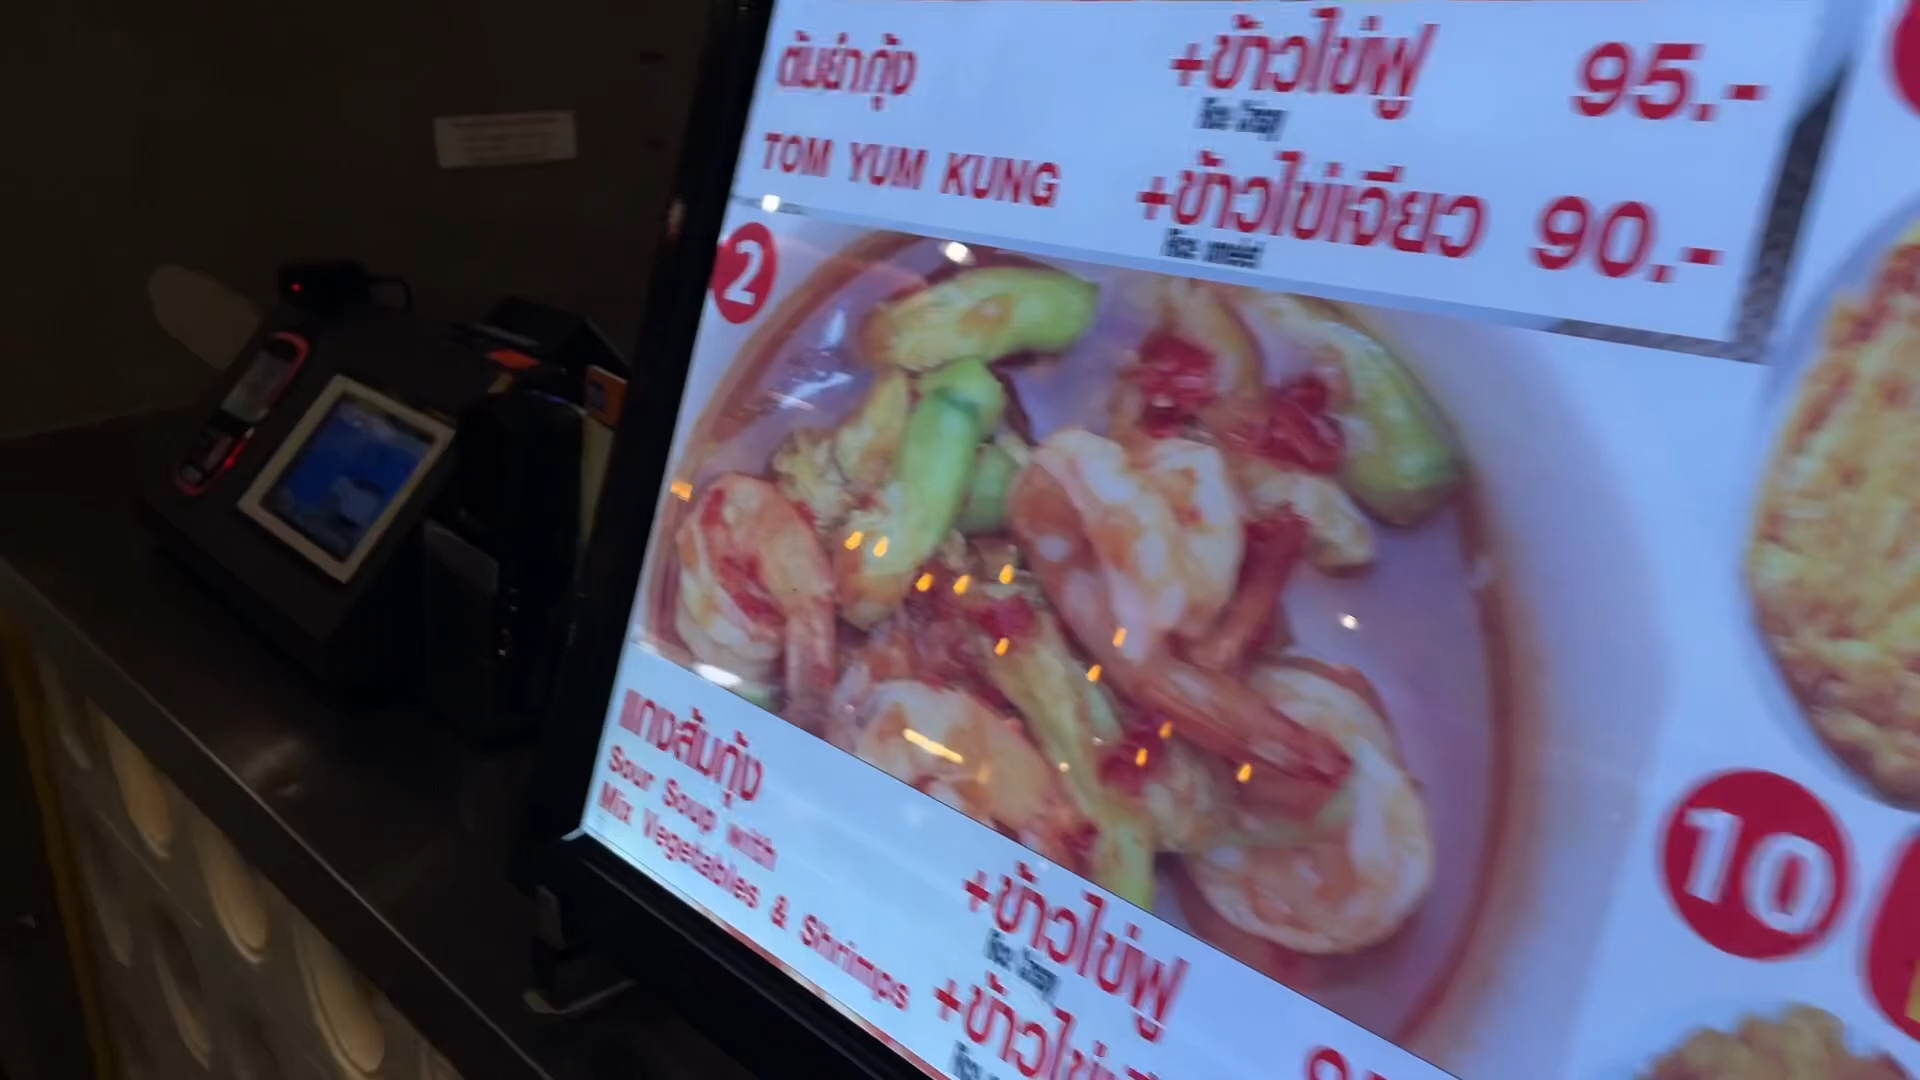 ต้มยำกุ้ง
TOM YUM KUNG
+ข้าวไข่ฟู 95.-
+ข้าวไข่เจียว 90.-
2
แกงส้มกุ้ง
Sour Soup with
Mix Vegetables & Shrimps
+ข้าวไข่ฟู
10